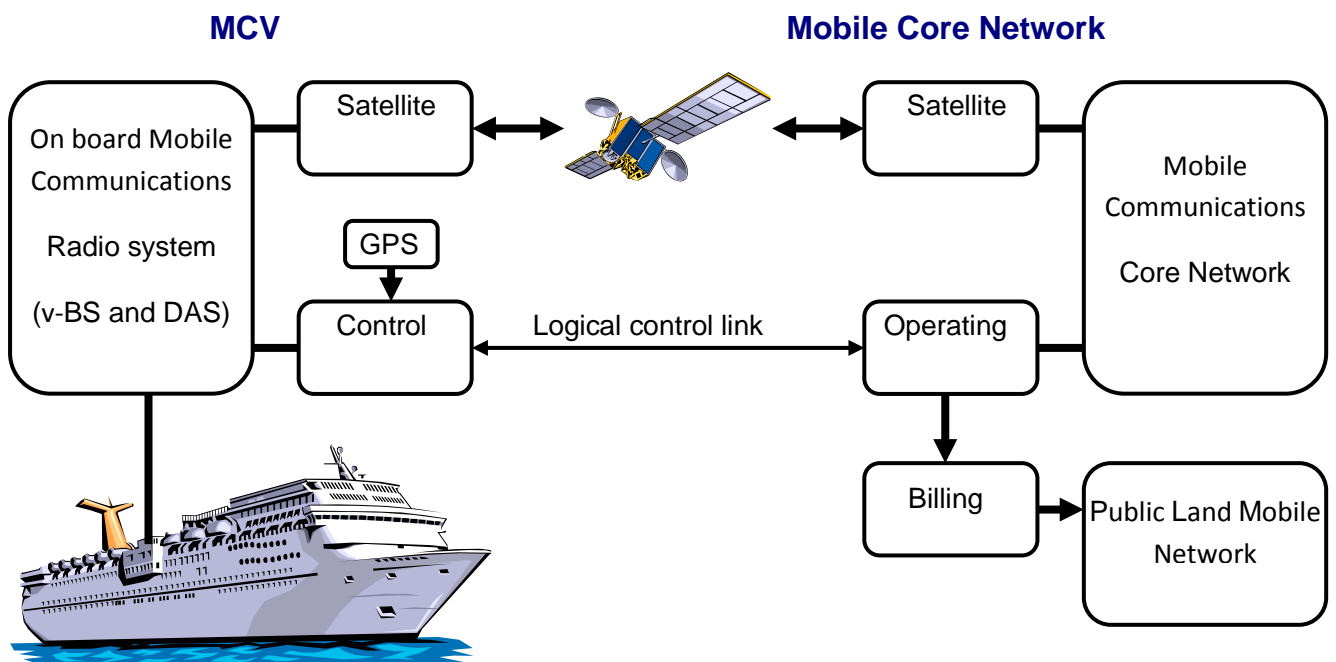 MCV
Mobile Core Network
On board Mobile
Communications
Radio system
(v-BS and DAS)
Satellite
GPS
Control
Logical control link
Satellite
Operating
Mobile
Communications
Core Network
Billing
Public Land Mobile
Network